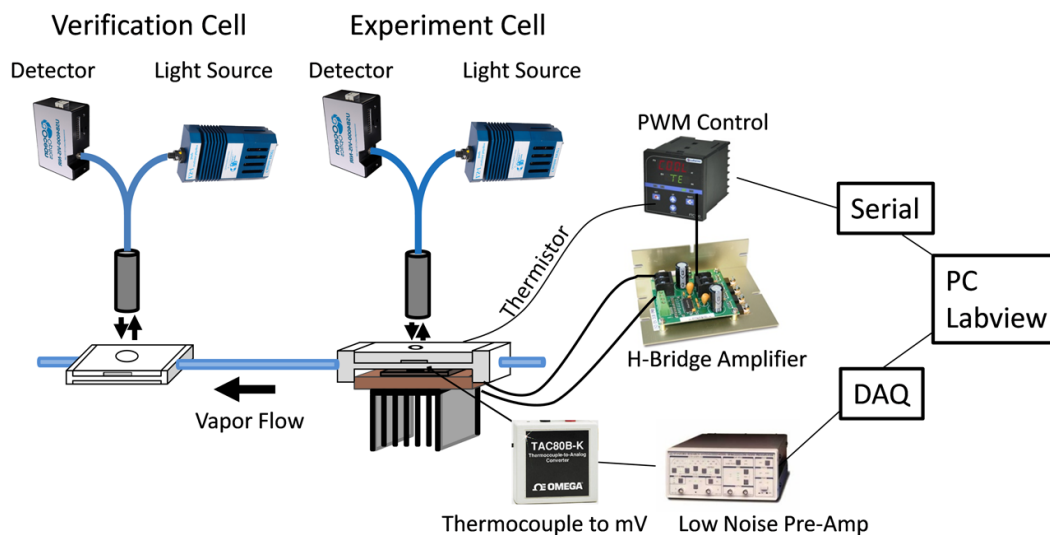 Verification Cell
Experiment Cell
Detector
Light Source
Detector
Light Source
PWM Control
Serial
Thermistor
PC
Labview
H-Bridge Amplifier
DAQ
Vapor Flow
TAC80B-K
Thermocouple-to-Analog
Converter
OMEGA
Thermocouple to mV
Low Noise Pre-Amp